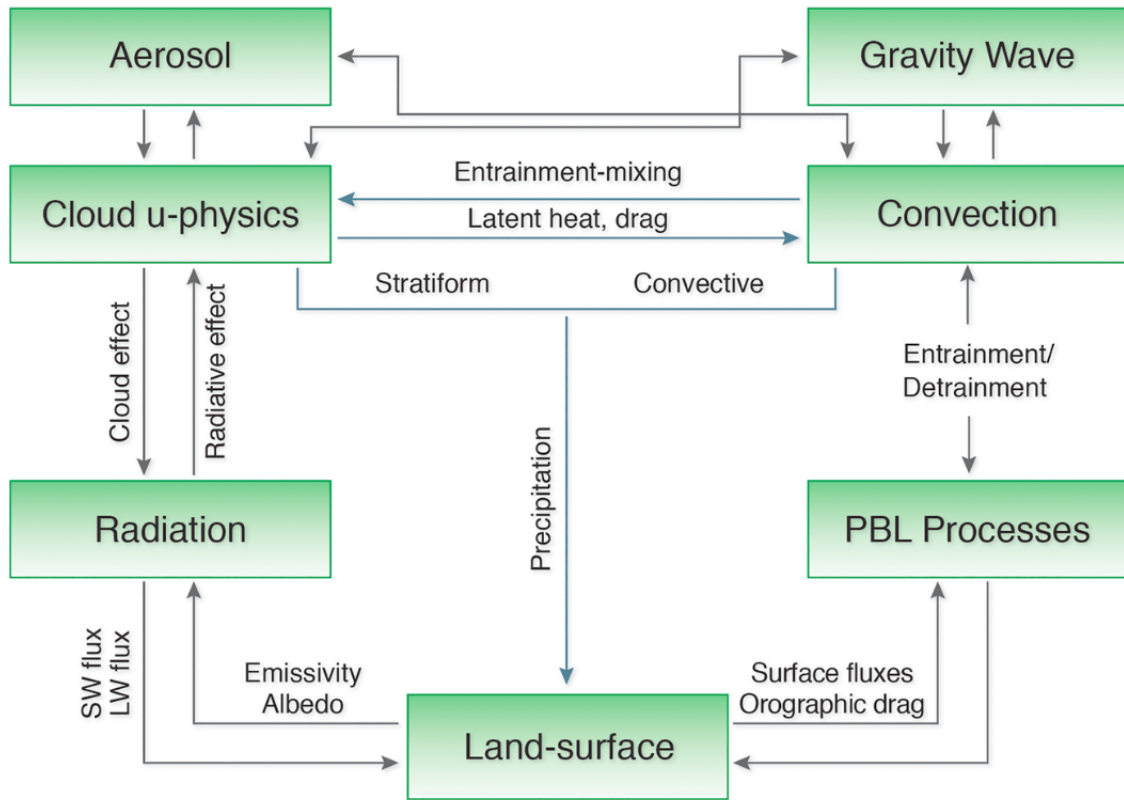 Aerosol
Gravity Wave
Entrainment-mixing
Cloud u-physics
Latent heat, drag
Convection
Stratiform
Convective
Cloud effect
Radiative effect
Entrainment/
Detrainment
Precipitation
Radiation
PBL Processes
SW flux
LW flux
Emissivity
Albedo
Surface fluxes
Orographic drag
Land-surface